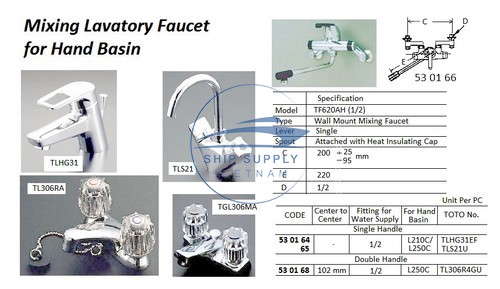 Mixing Lavatory Faucet
for Hand Basin
C
D
E
53 01 66
TLHG31
TLS21
TL306RA
TGL306MA
SHIP SUPPLY
VIETNAM
Specification
Model TF620AH (1/2)
Type Wall Mount Mixing Faucet
Lever Single
Spout Attached with Heat Insulating Cap
C 200 +25 −95 mm
E 220
D 1/2
Unit Per PC
CODE Center to Center Fitting for Water Supply For Hand Basin TOTO No.
Single Handle
53 01 64 - 1/2 L210C/ TLHG31EF
65 L250C TLS21U
Double Handle
53 01 68 102 mm 1/2 L250C TL306R4GU